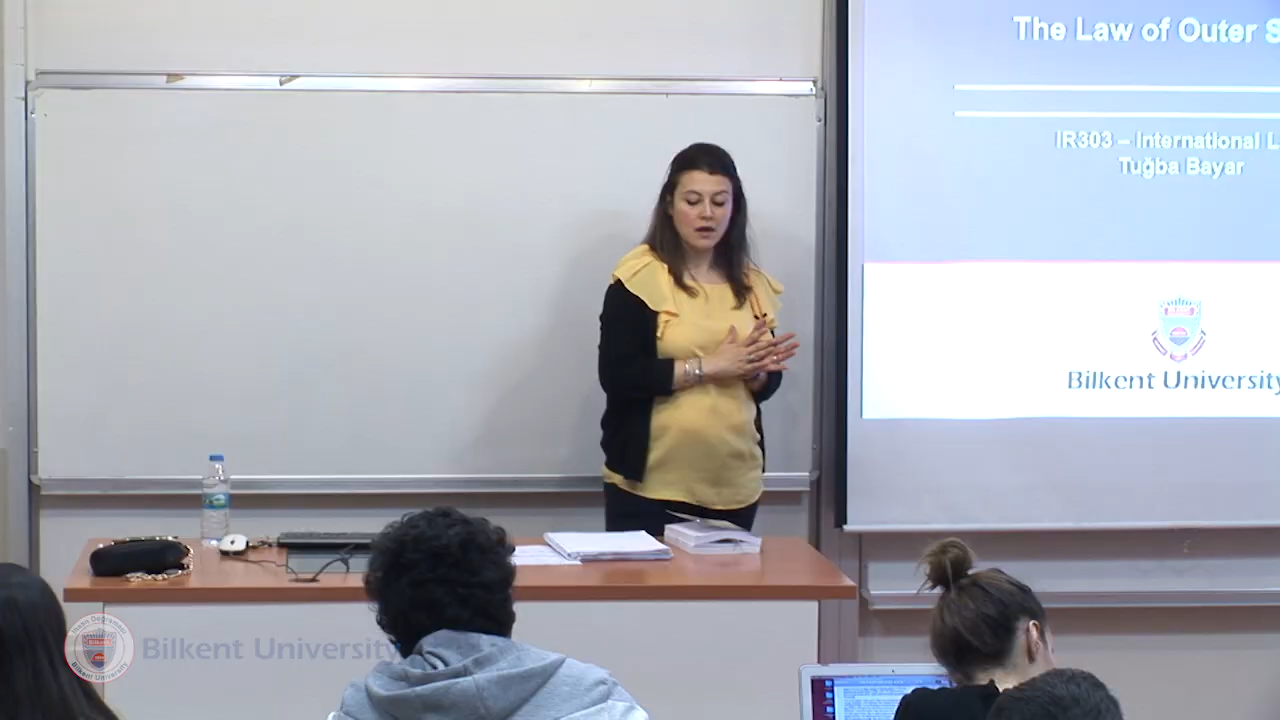 The Law of Outer S
IR303 – International L
Tuğba Bayar
Bilkent University
Bilkent University